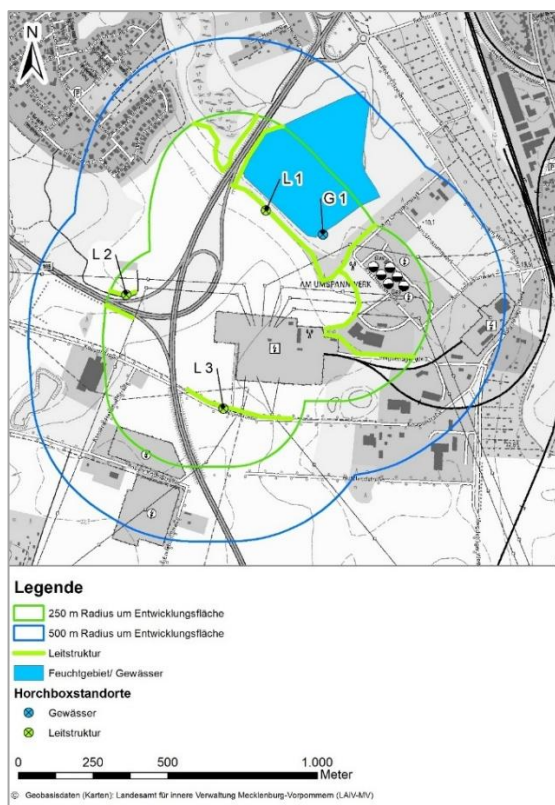 N
L 1
G 1
L 2
AM UMSPANNWERK
L 3
Legende
250 m Radius um Entwicklungsfläche
500 m Radius um Entwicklungsfläche
Leitstruktur
Feuchtgebiet/ Gewässer
Horchboxstandorte
Gewässer
Leitstruktur
0 250 500 1.000
Meter
© Geobasisdaten (Karten): Landesamt für innere Verwaltung Mecklenburg-Vorpommern (LAiV-MV)